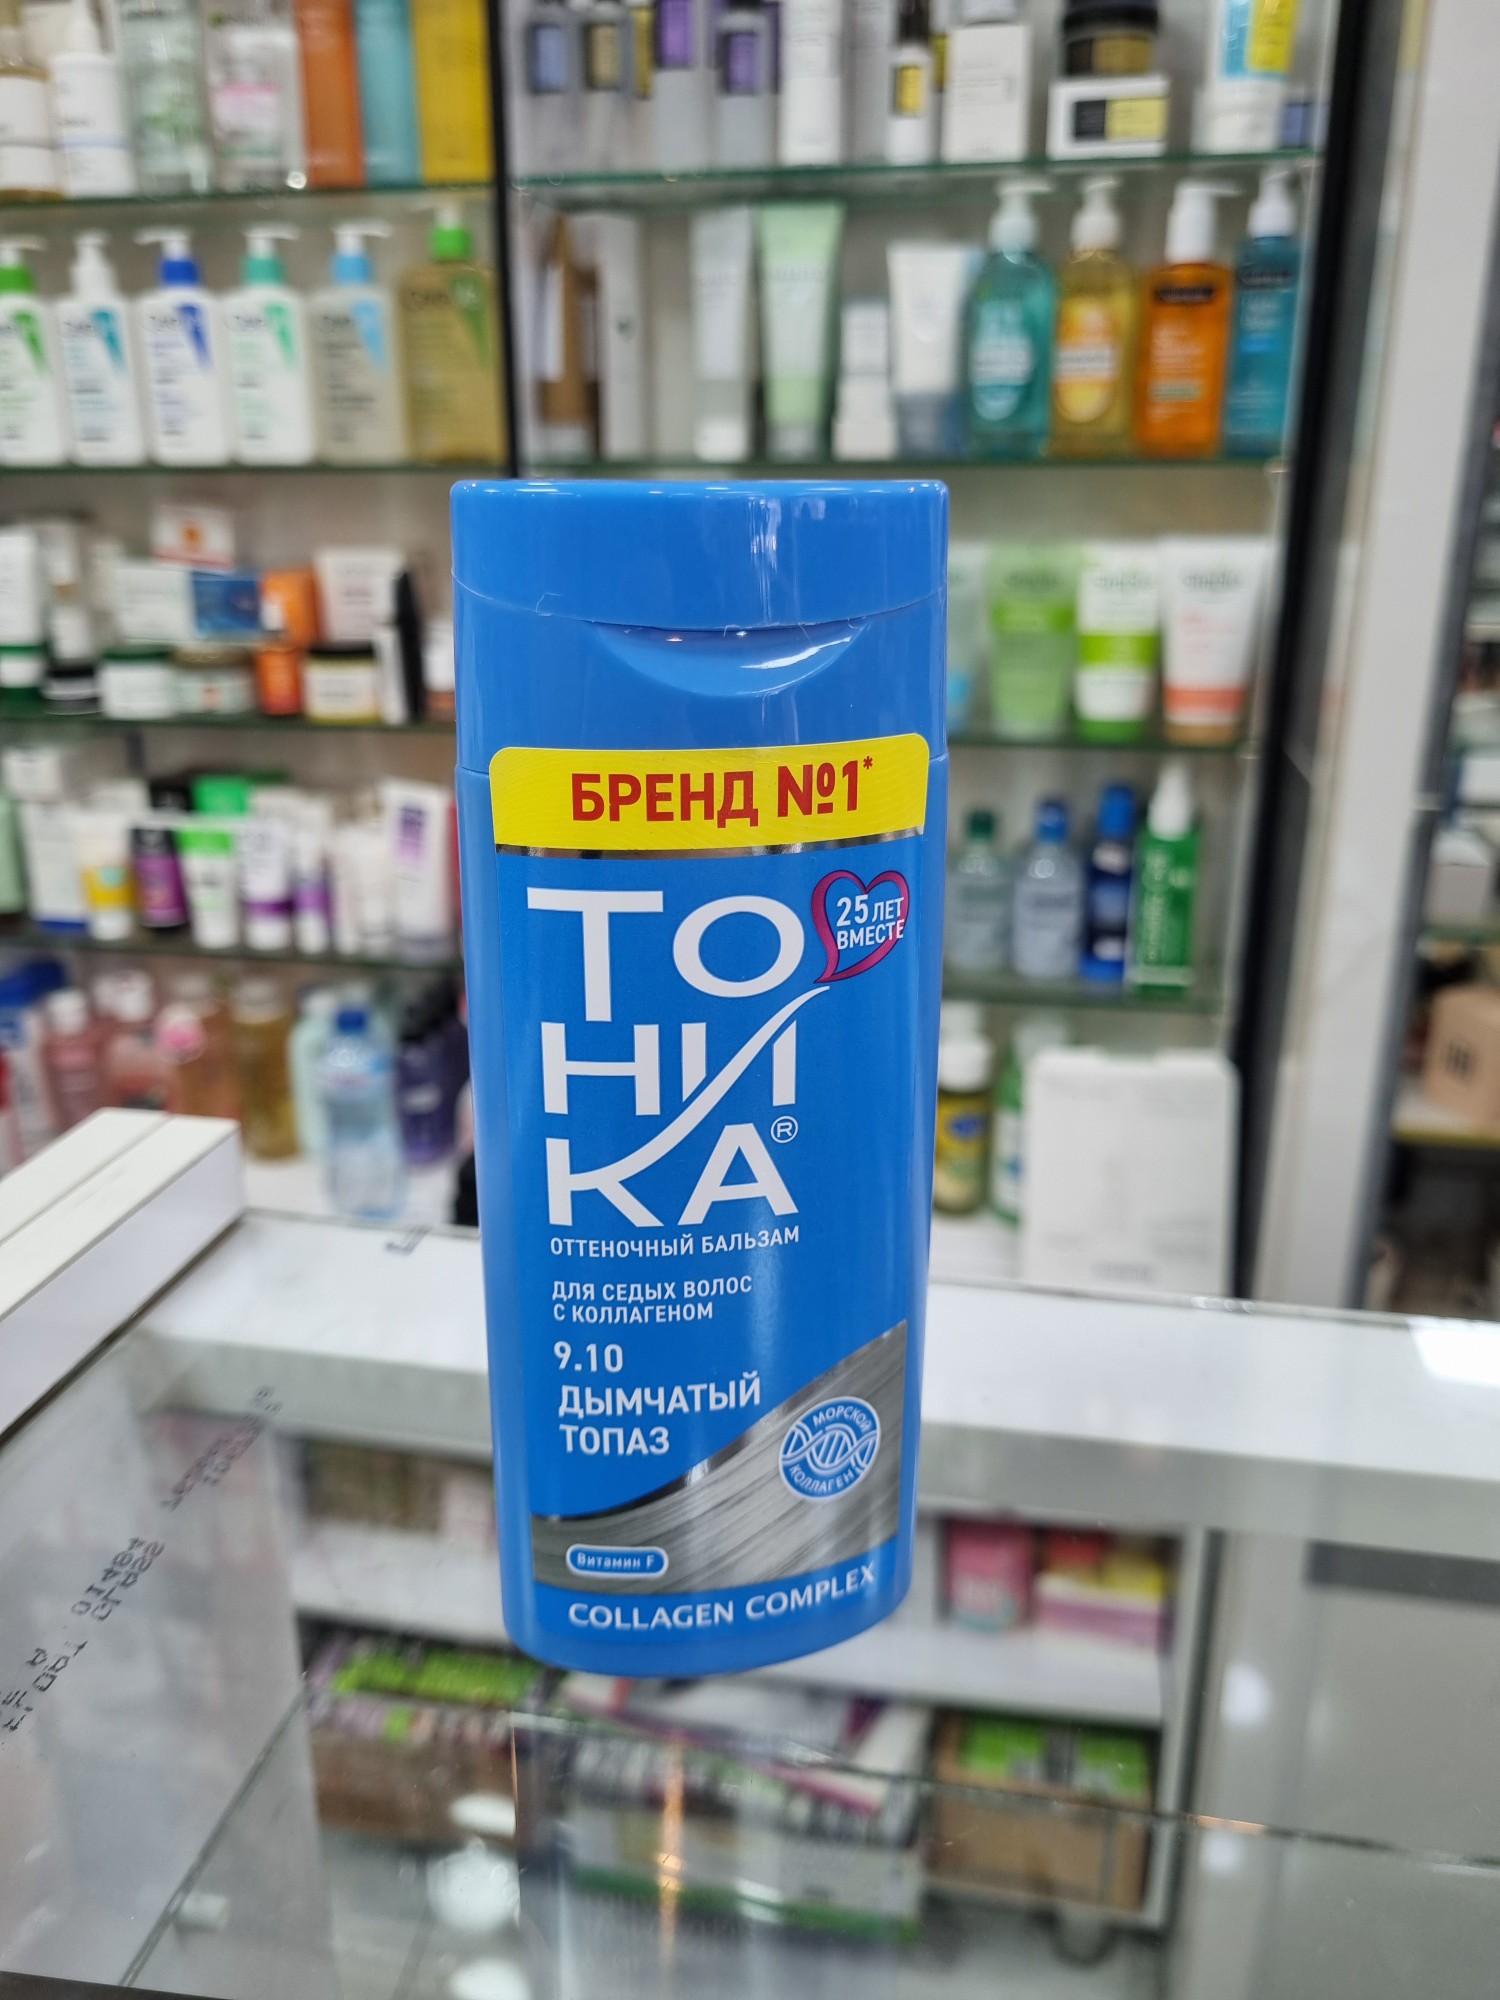 БРЕНД №1*
25 ЛЕТ
ВМЕСТЕ
ТО
НИ
КА®
ОТТЕНОЧНЫЙ БАЛЬЗАМ
ДЛЯ СЕДЫХ ВОЛОС
С КОЛЛАГЕНОМ
9.10
ДЫМЧАТЫЙ
ТОПАЗ
МОРСКОЙ
КОЛЛАГЕН
Витамин F
COLLAGEN COMPLEX